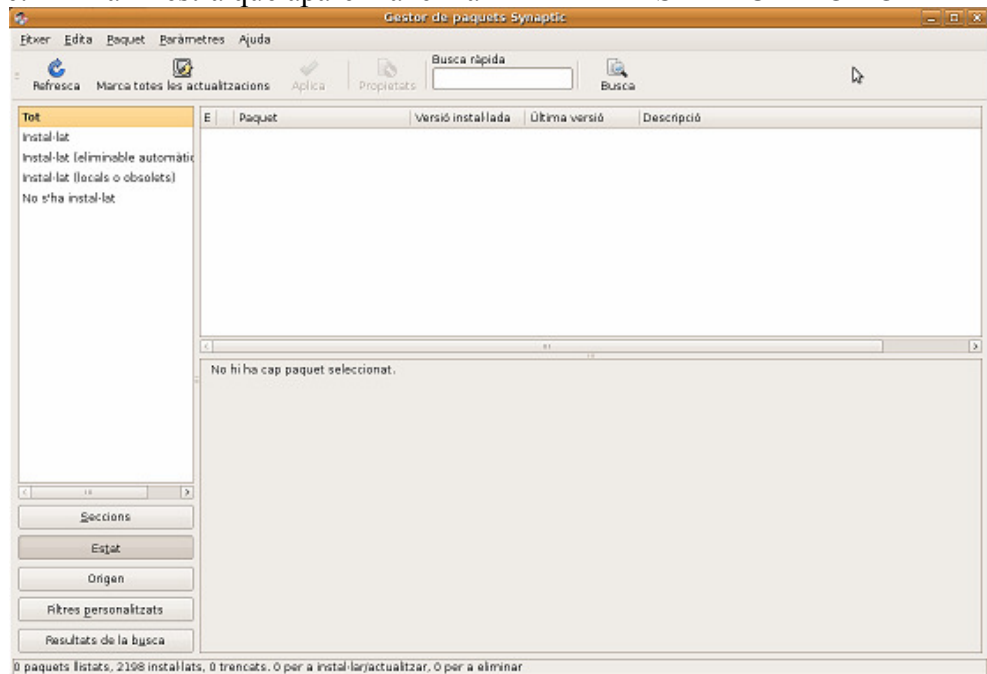 Gestor de paquets Synaptic
Fitxer Edita Paquet Paràmetres Ajuda
Refresca Marca totes les actualitzacions Aplica Propietats Busca ràpida Busca
Tot
Instal·lat
Instal·lat (eliminable automàtic
Instal·lat (locals o obsolets)
No s'ha instal·lat
E Paquet Versió instal·lada Última versió Descripció
No hi ha cap paquet seleccionat.
Seccions
Estat
Origen
Filtres personalitzats
Resultats de la busca
0 paquets llistats, 2198 instal·lats, 0 trencats. 0 per a instal·lar/actualitzar, 0 per a eliminar